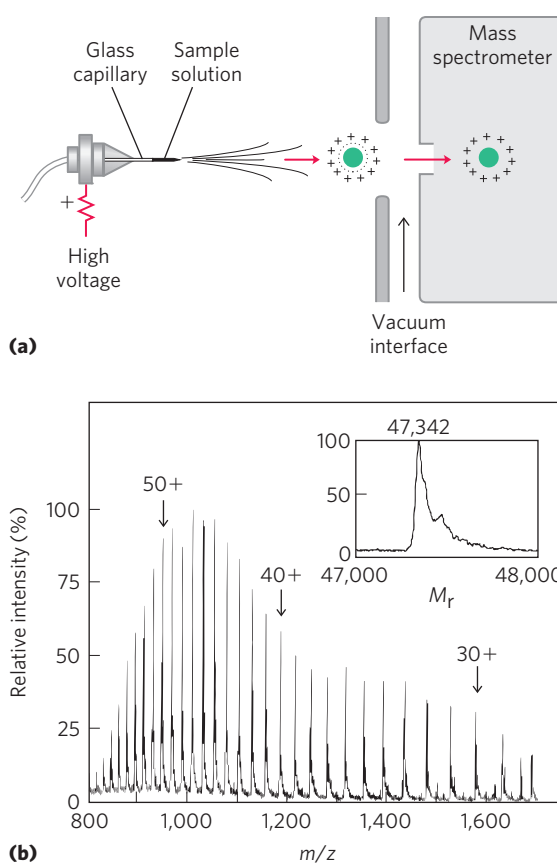 Glass
capillary
Sample
solution
Mass
spectrometer
+
High
voltage
Vacuum
interface
(a)
Relative intensity (%)
100
75
50
25
0
800
1,000
1,200
1,400
1,600
m/z
50+
40+
30+
47,342
100
50
0
47,000
48,000
Mr
(b)